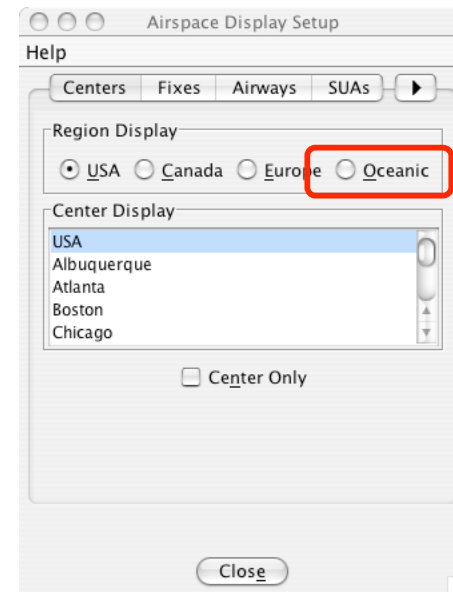 Airspace Display Setup
Help
Centers Fixes Airways SUAs
Region Display
USA Canada Europe Oceanic
Center Display
USA
Albuquerque
Atlanta
Boston
Chicago
Center Only
Close